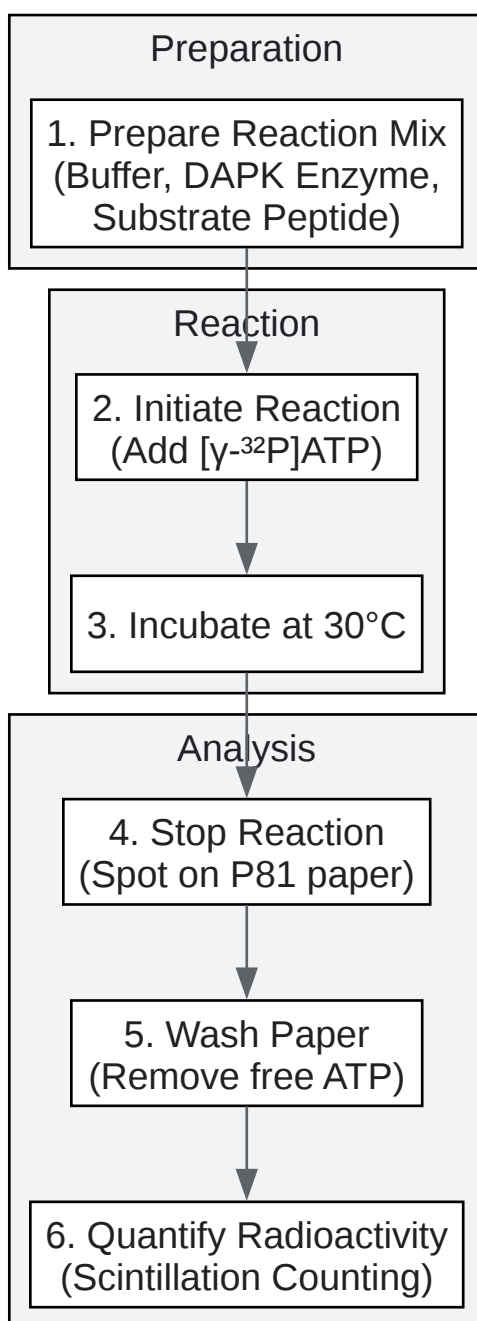 Preparation
1. Prepare Reaction Mix
(Buffer, DAPK Enzyme,
Substrate Peptide)
Reaction
2. Initiate Reaction
(Add [γ-³²P]ATP)
3. Incubate at 30°C
Analysis
4. Stop Reaction
(Spot on P81 paper)
5. Wash Paper
(Remove free ATP)
6. Quantify Radioactivity
(Scintillation Counting)